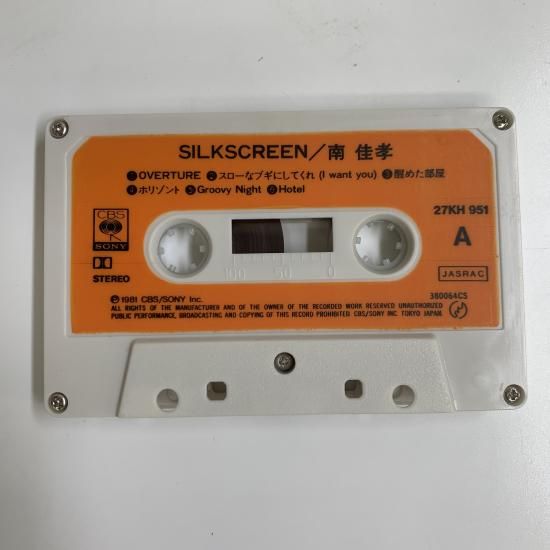 SILKSCREEN/南 佳孝
❶OVERTURE ❷スローなブギにしてくれ (I want you) ❸醒めた部屋
❹ホリゾント ❺Groovy Night ❻Hotel
27KH 951
A
CBS
SONY
STEREO
100 50 0
JASRAC
380064CS
Ⓟ1981 CBS/SONY Inc.
ALL RIGHTS OF THE MANUFACTURER AND OF THE OWNER OF THE RECORDED WORK RESERVED UNAUTHORIZED
PUBLIC PERFORMANCE, BROADCASTING AND COPYING OF THIS RECORD PROHIBITED CBS/SONY INC. TOKYO JAPAN.